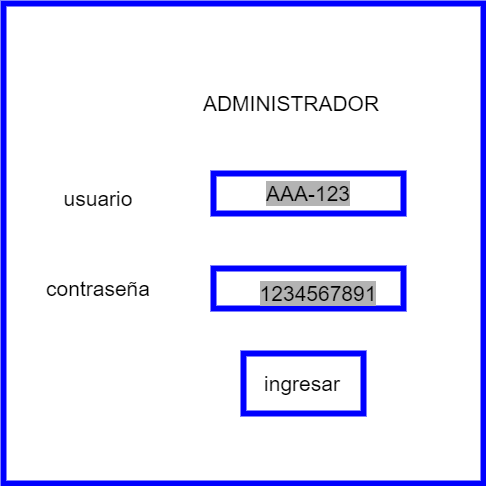 ADMINISTRADOR
usuario
AAA-123
contraseña
1234567891
ingresar